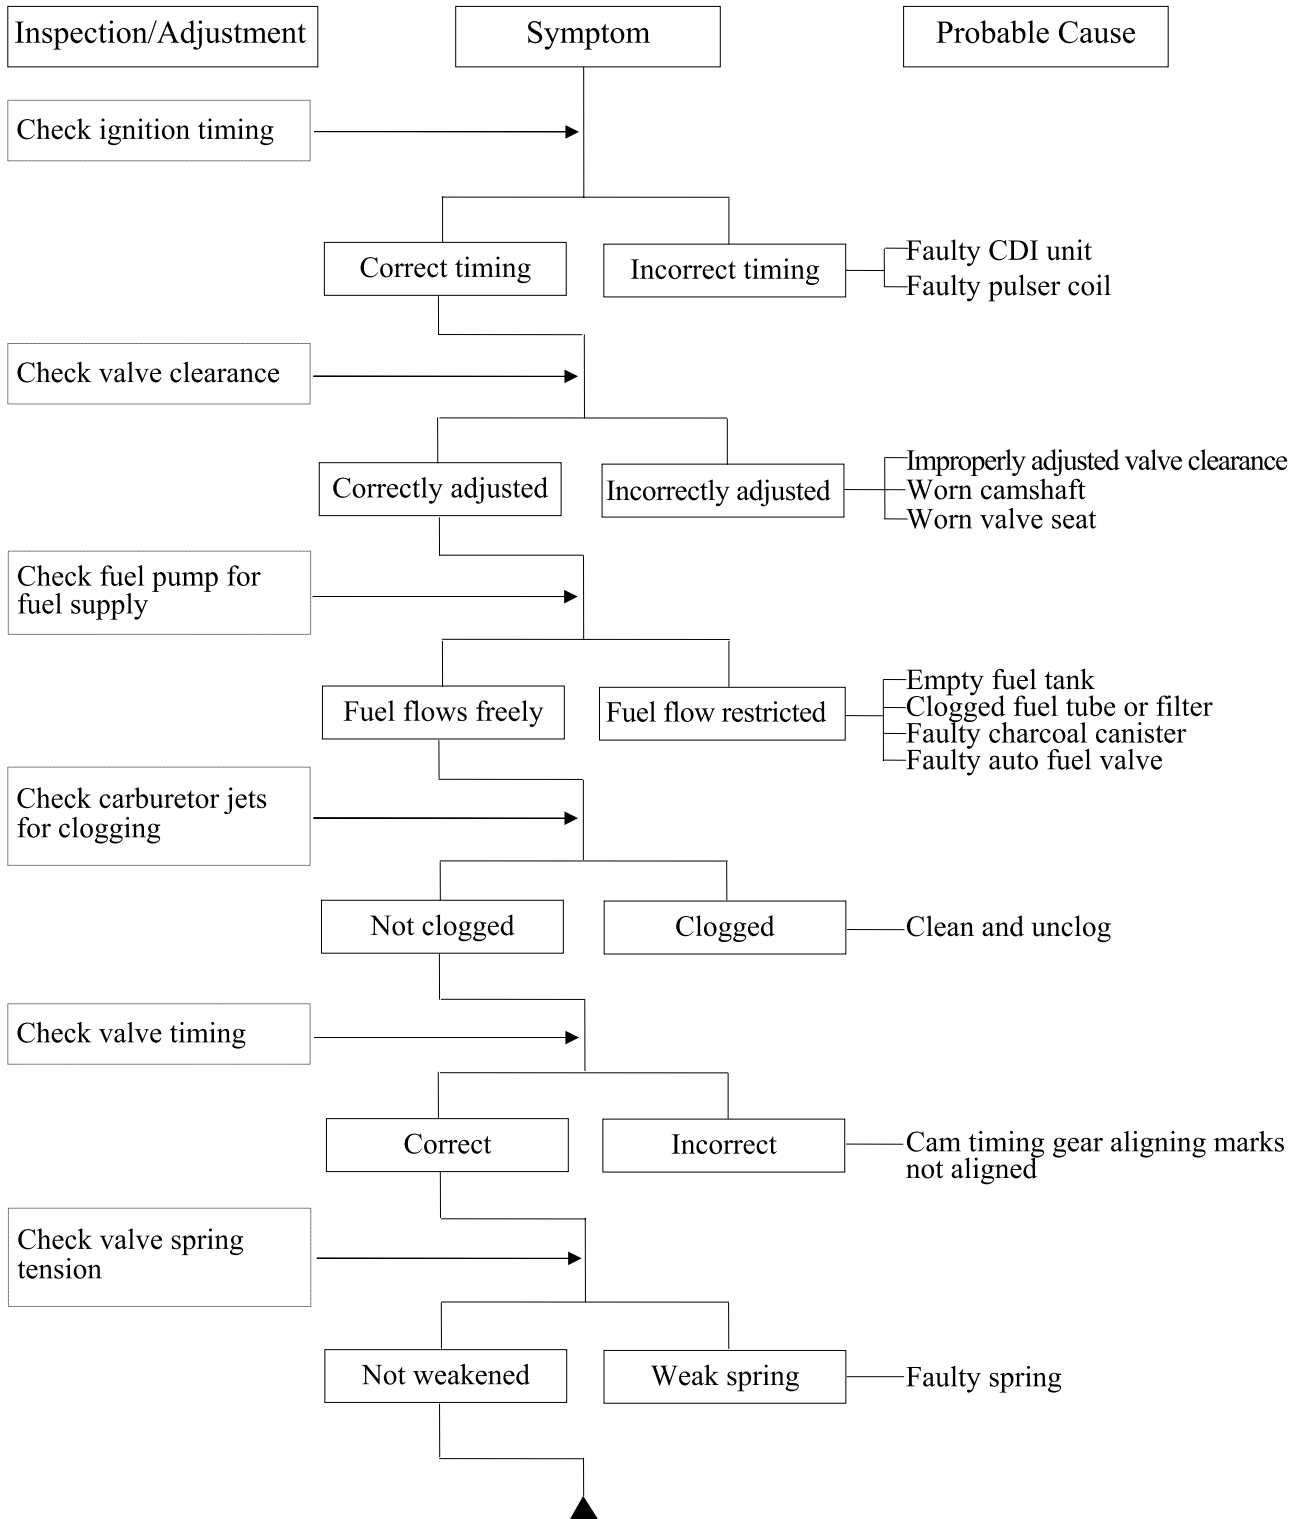 Inspection/Adjustment
Symptom
Probable Cause
Check ignition timing
Correct timing
Incorrect timing
Faulty CDI unit
Faulty pulser coil
Check valve clearance
Correctly adjusted
Incorrectly adjusted
Improperly adjusted valve clearance
Worn camshaft
Worn valve seat
Check fuel pump for
fuel supply
Fuel flows freely
Fuel flow restricted
Empty fuel tank
Clogged fuel tube or filter
Faulty charcoal canister
Faulty auto fuel valve
Check carburetor jets
for clogging
Not clogged
Clogged
Clean and unclog
Check valve timing
Correct
Incorrect
Cam timing gear aligning marks
not aligned
Check valve spring
tension
Not weakened
Weak spring
Faulty spring